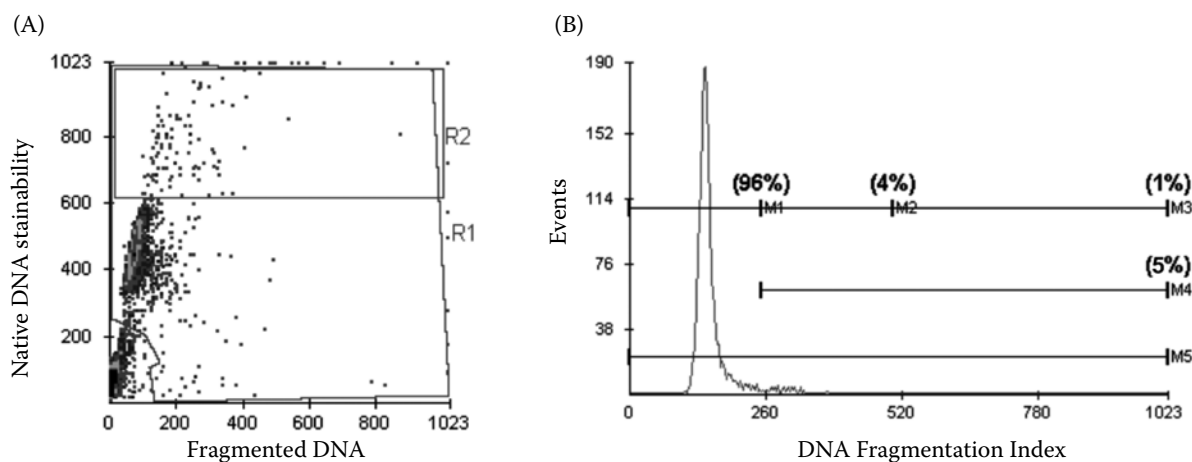 (A)
1023
800
600
400
200
0 200 400 600 800 1023
Native DNA stainability
Fragmented DNA
R2
R1
(B)
190
152
114
76
38
0 260 520 780 1023
Events
DNA Fragmentation Index
(96%) (4%) (1%)
M1 M2 M3
(5%)
M4
M5